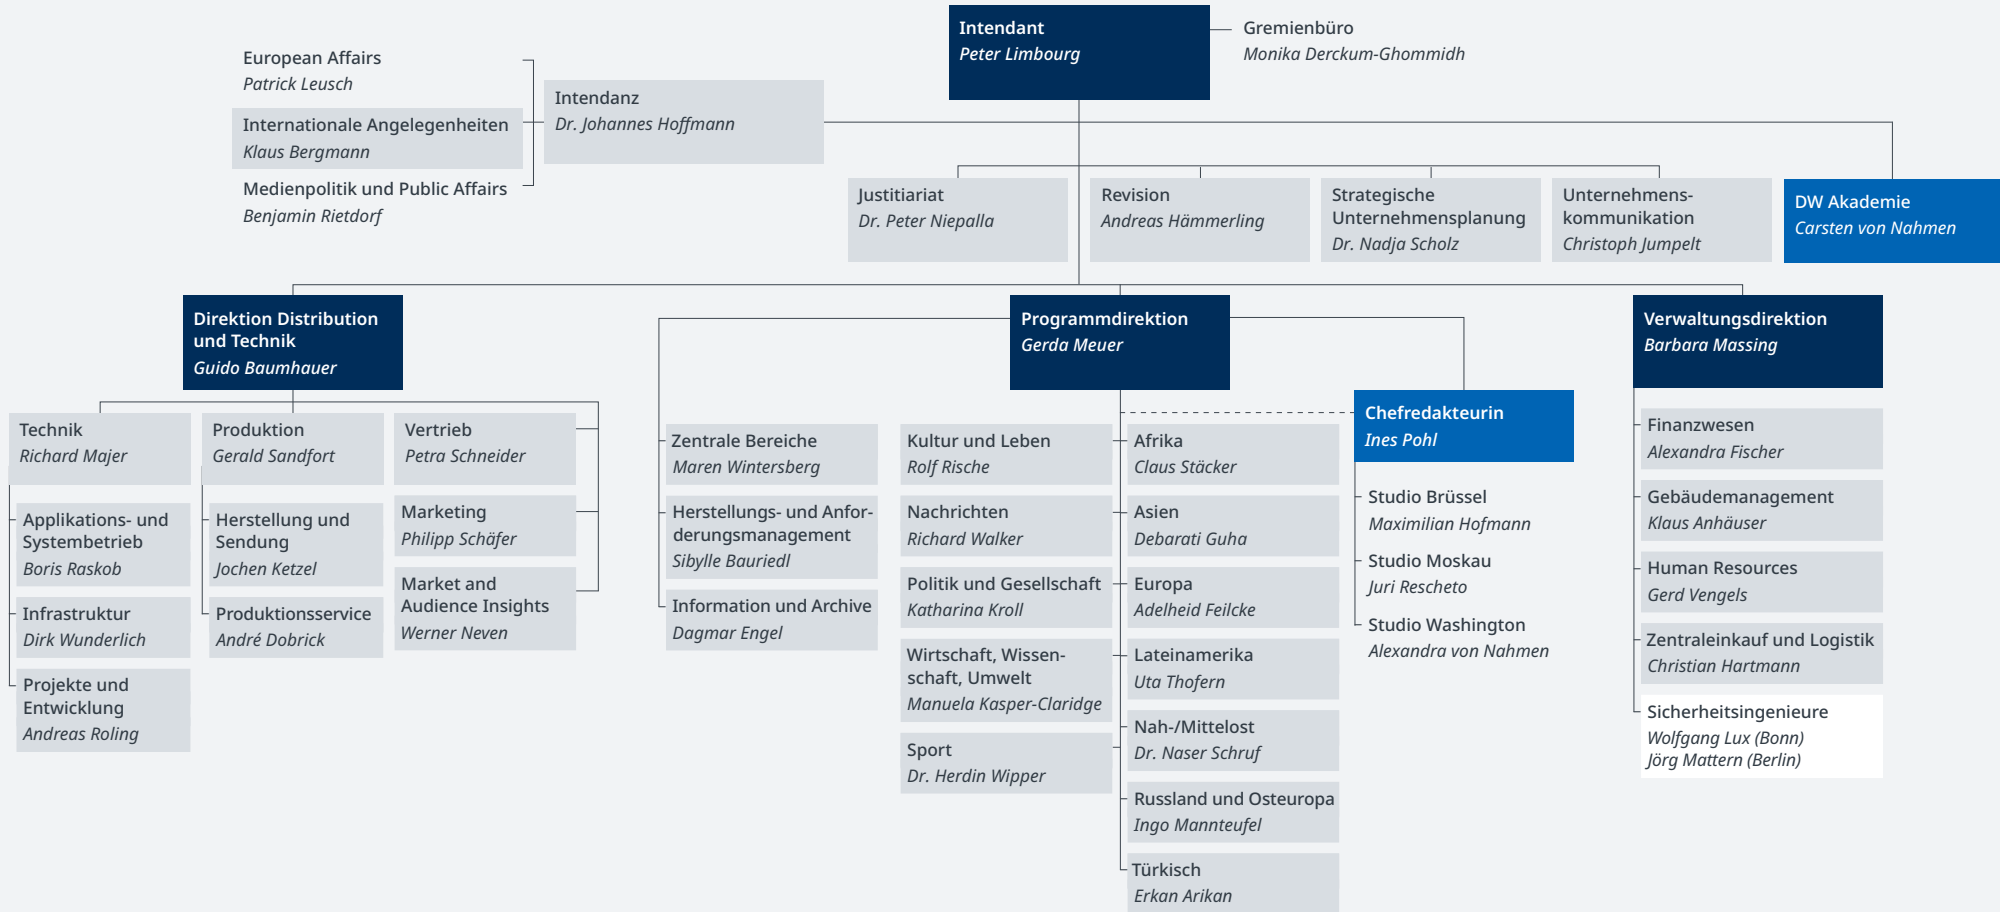 Intendant
Peter Limbourg
Gremienbüro
Monika Derckum-Ghommidh
European Affairs
Patrick Leusch
Internationale Angelegenheiten
Klaus Bergmann
Medienpolitik und Public Affairs
Benjamin Rietdorf
Intendanz
Dr. Johannes Hoffmann
Justitiariat
Dr. Peter Niepalla
Revision
Andreas Hämmerling
Strategische
Unternehmensplanung
Dr. Nadja Scholz
Unternehmens-
kommunikation
Christoph Jumpelt
DW Akademie
Carsten von Nahmen
Direktion Distribution
und Technik
Guido Baumhauer
Technik
Richard Majer
Applikations- und
Systembetrieb
Boris Raskob
Infrastruktur
Dirk Wunderlich
Projekte und
Entwicklung
Andreas Roling
Produktion
Gerald Sandfort
Herstellung und
Sendung
Jochen Ketzel
Produktionsservice
André Dobrick
Vertrieb
Petra Schneider
Marketing
Philipp Schäfer
Market and
Audience Insights
Werner Neven
Programmdirektion
Gerda Meuer
Zentrale Bereiche
Maren Wintersberg
Herstellungs- und Anfor-
derungsmanagement
Sibylle Bauriedl
Information und Archive
Dagmar Engel
Kultur und Leben
Rolf Rische
Nachrichten
Richard Walker
Politik und Gesellschaft
Katharina Kroll
Wirtschaft, Wissen-
schaft, Umwelt
Manuela Kasper-Claridge
Sport
Dr. Herdin Wipper
Afrika
Claus Stäcker
Asien
Debarati Guha
Europa
Adelheid Feilcke
Lateinamerika
Uta Thofern
Nah-/Mittelost
Dr. Naser Schruf
Russland und Osteuropa
Ingo Mannteufel
Türkisch
Erkan Arikan
Chefredakteurin
Ines Pohl
Studio Brüssel
Maximilian Hofmann
Studio Moskau
Juri Rescheto
Studio Washington
Alexandra von Nahmen
Verwaltungsdirektion
Barbara Massing
Finanzwesen
Alexandra Fischer
Gebäudemanagement
Klaus Anhäuser
Human Resources
Gerd Vengels
Zentraleinkauf und Logistik
Christian Hartmann
Sicherheitsingenieure
Wolfgang Lux (Bonn)
Jörg Mattern (Berlin)